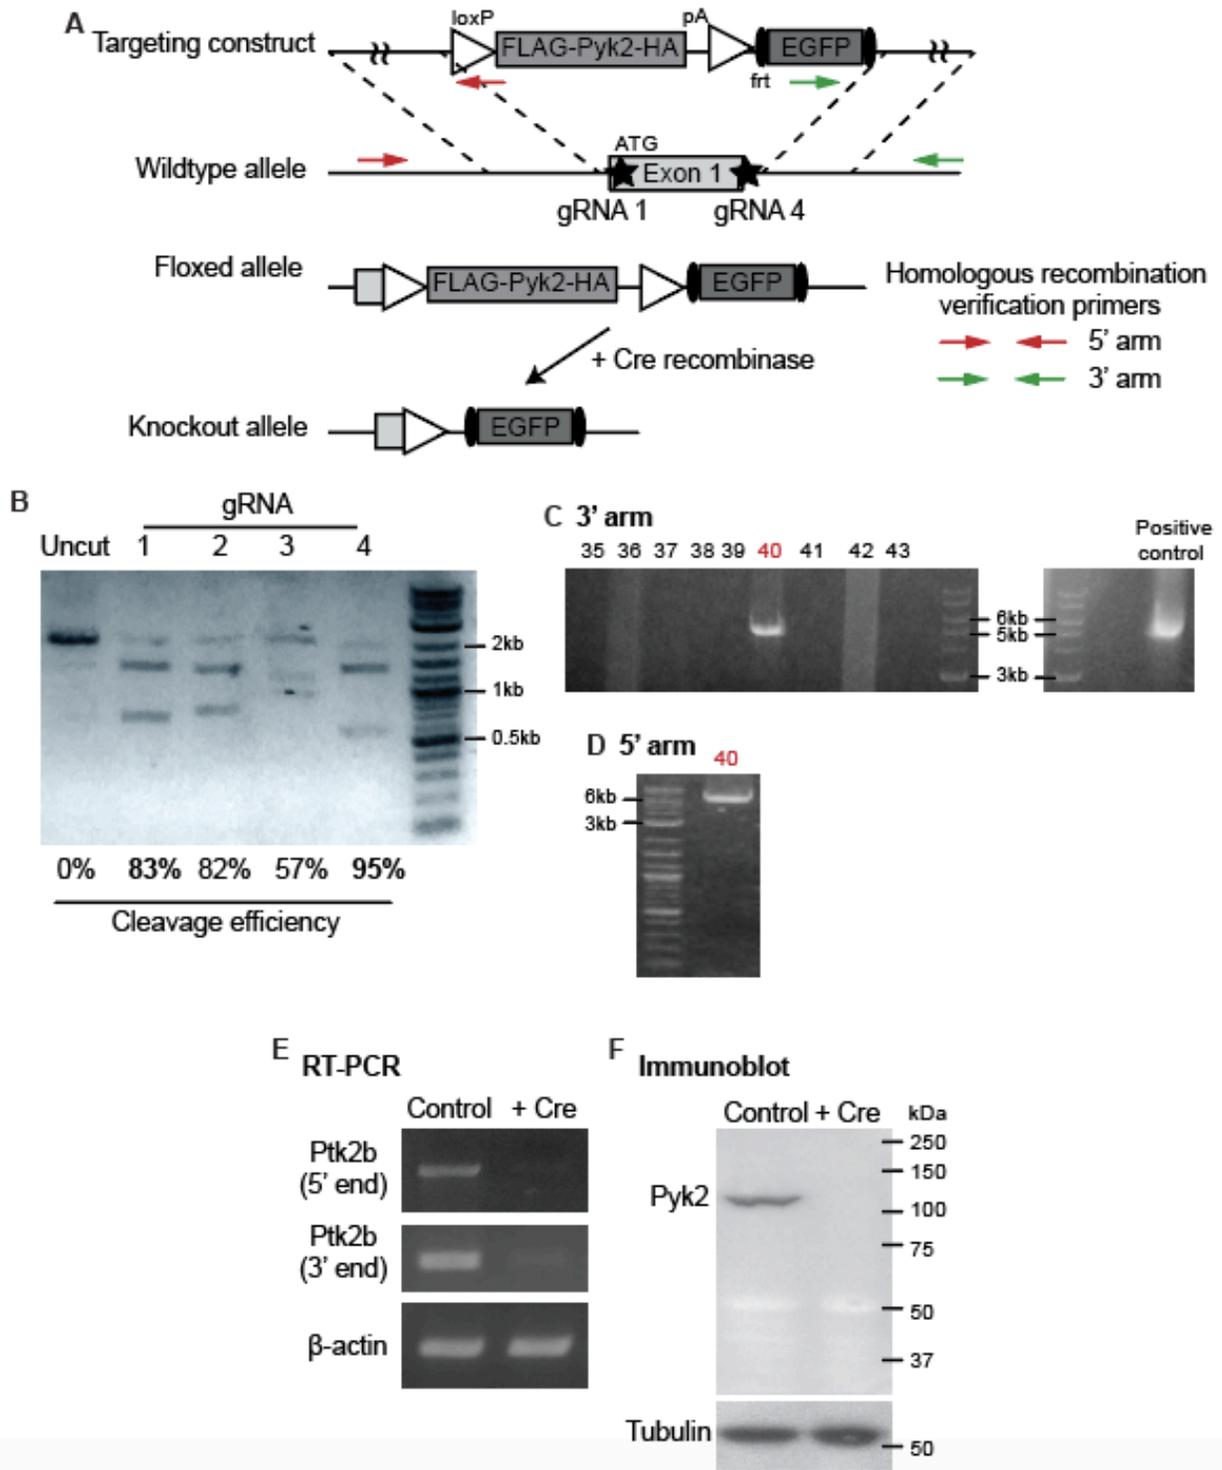 A
Targeting construct
loxP
FLAG-Pyk2-HA
pA
EGFP
frt
Wildtype allele
ATG
Exon 1
gRNA 1
gRNA 4
Floxed allele
FLAG-Pyk2-HA
EGFP
Homologous recombination
verification primers
5' arm
3' arm
+ Cre recombinase
Knockout allele
EGFP
B
gRNA
Uncut 1 2 3 4
2kb
1kb
0.5kb
0% 83% 82% 57% 95%
Cleavage efficiency
C 3' arm
35 36 37 38 39 40 41 42 43
Positive
control
6kb
5kb
3kb
D 5' arm
40
6kb
3kb
E RT-PCR
Control + Cre
Ptk2b
(5' end)
Ptk2b
(3' end)
β-actin
F Immunoblot
Control + Cre kDa
250
150
Pyk2
100
75
50
37
Tubulin
50